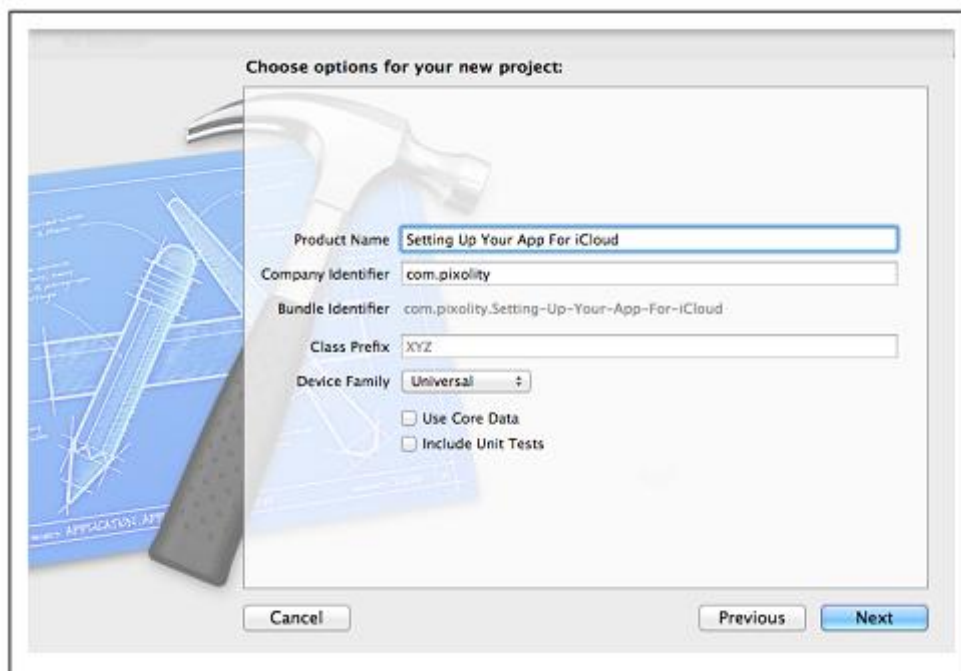 Choose options for your new project:
Product Name Setting Up Your App For iCloud
Company Identifier com.pixolity
Bundle Identifier com.pixolity.Setting-Up-Your-App-For-iCloud
Class Prefix XYZ
Device Family Universal
Use Core Data
Include Unit Tests
Cancel Previous Next